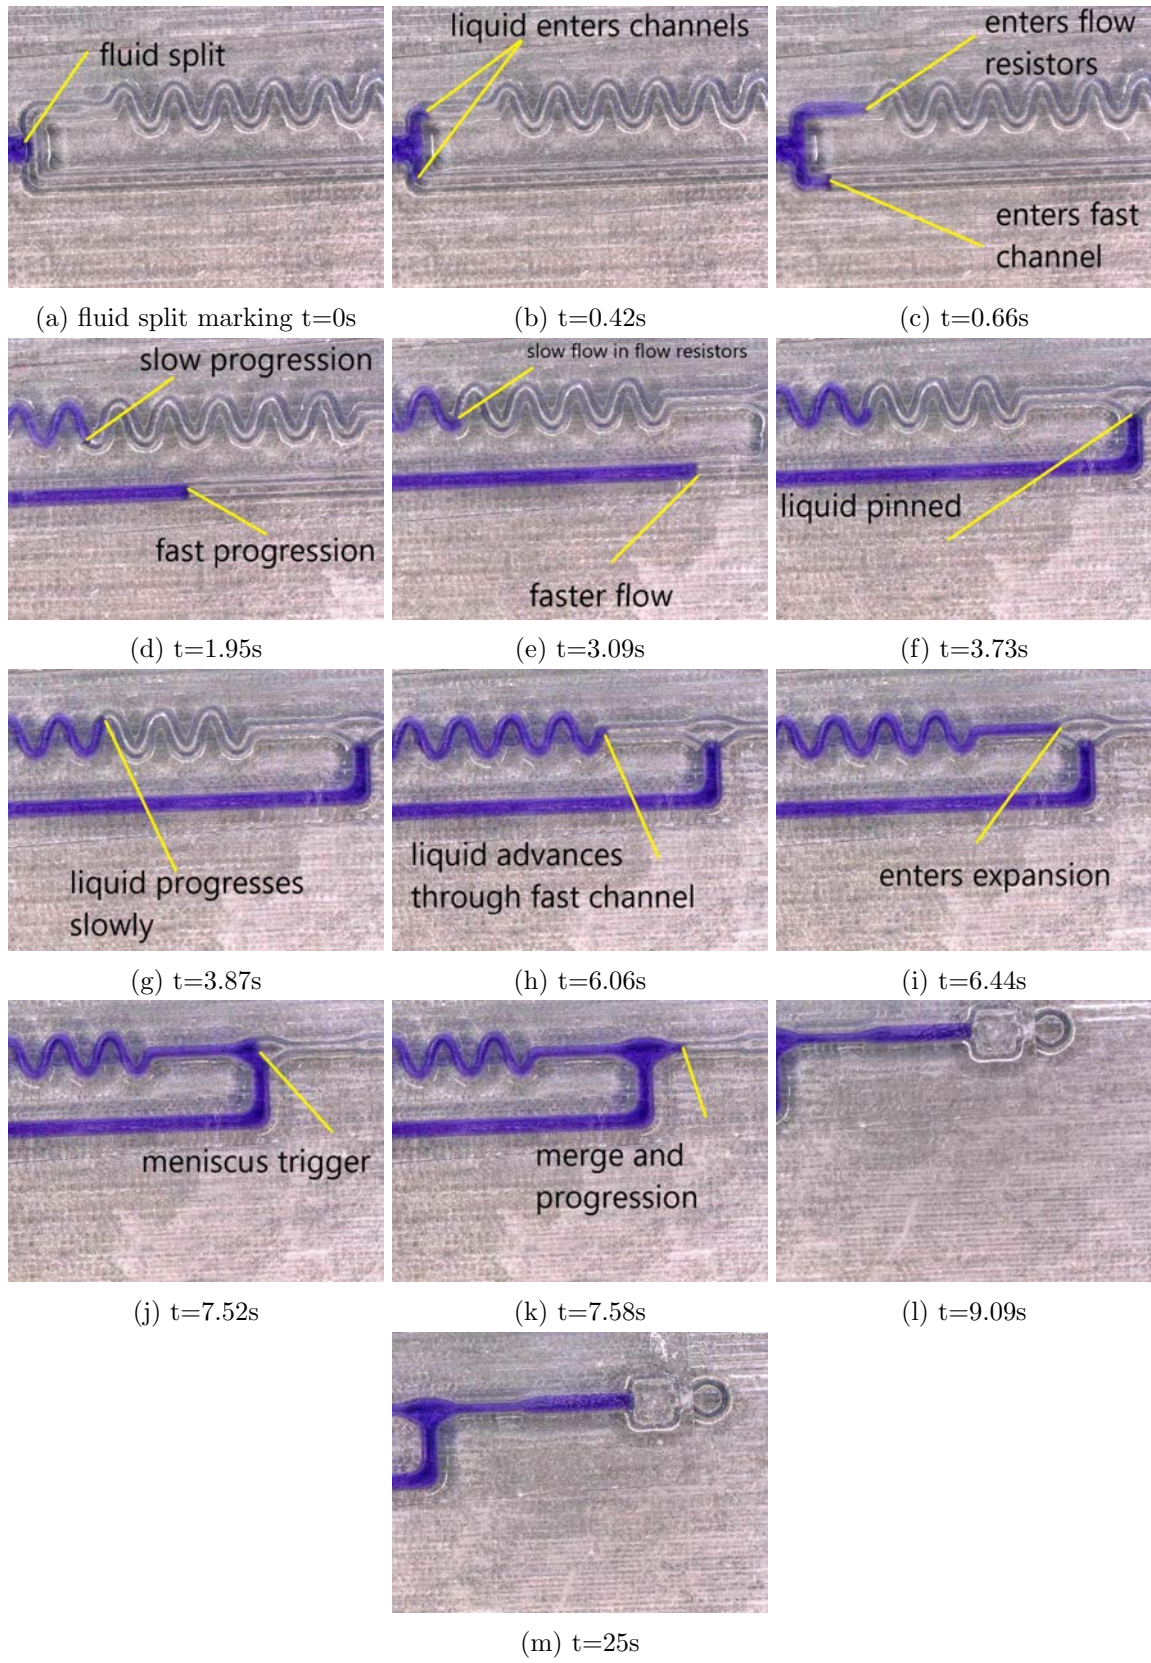 fluid split
liquid enters channels
enters flow
resistors
enters fast
channel
(a) fluid split marking t=0s
(b) t=0.42s
(c) t=0.66s
slow progression
fast progression
slow flow in flow resistors
faster flow
liquid pinned
(d) t=1.95s
(e) t=3.09s
(f) t=3.73s
liquid progresses
slowly
liquid advances
through fast channel
enters expansion
(g) t=3.87s
(h) t=6.06s
(i) t=6.44s
meniscus trigger
merge and
progression
(j) t=7.52s
(k) t=7.58s
(l) t=9.09s
(m) t=25s